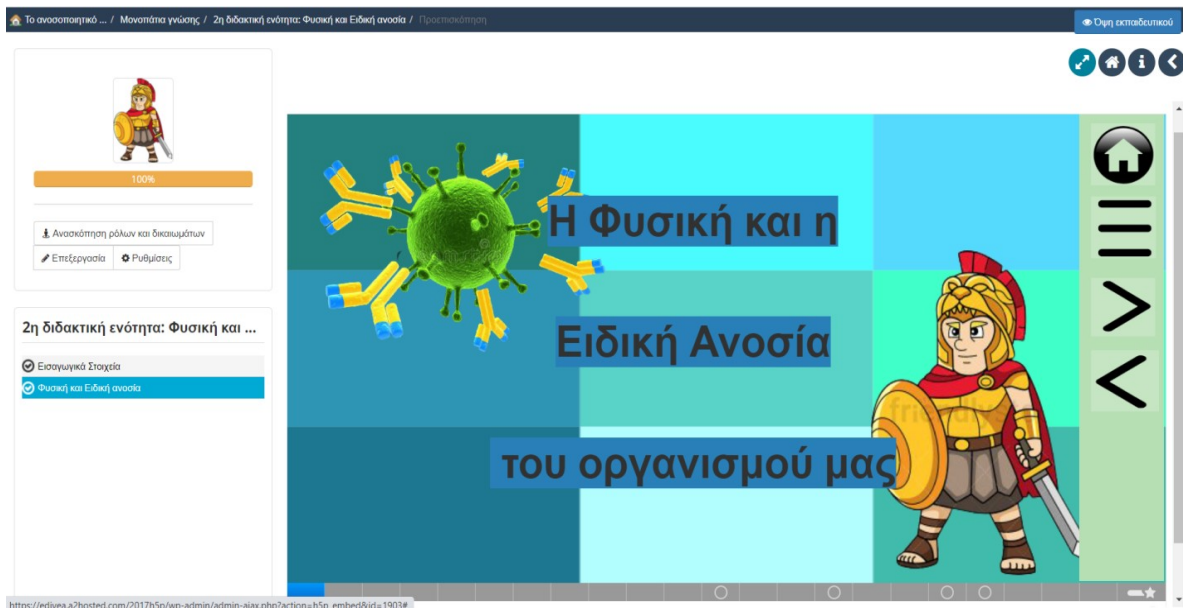 Το ανοσοποιητικό ... / Μονοπάτια γνώσης / 2η διδακτική ενότητα: Φυσική και Ειδική ανοσία / Προεπισκόπηση
Όψη εκπαιδευτικού
100%
Ανασκόπηση ρόλων και δικαιωμάτων
Επεξεργασία Ρυθμίσεις
2η διδακτική ενότητα: Φυσική και ...
Εισαγωγικά Στοιχεία
Φυσική και Ειδική ανοσία
Η Φυσική και η
Ειδική Ανοσία
του οργανισμού μας
https://edivea.a2hosted.com/2017h5p/wp-admin/admin-ajax.php?action=h5p_embed&id=1903#